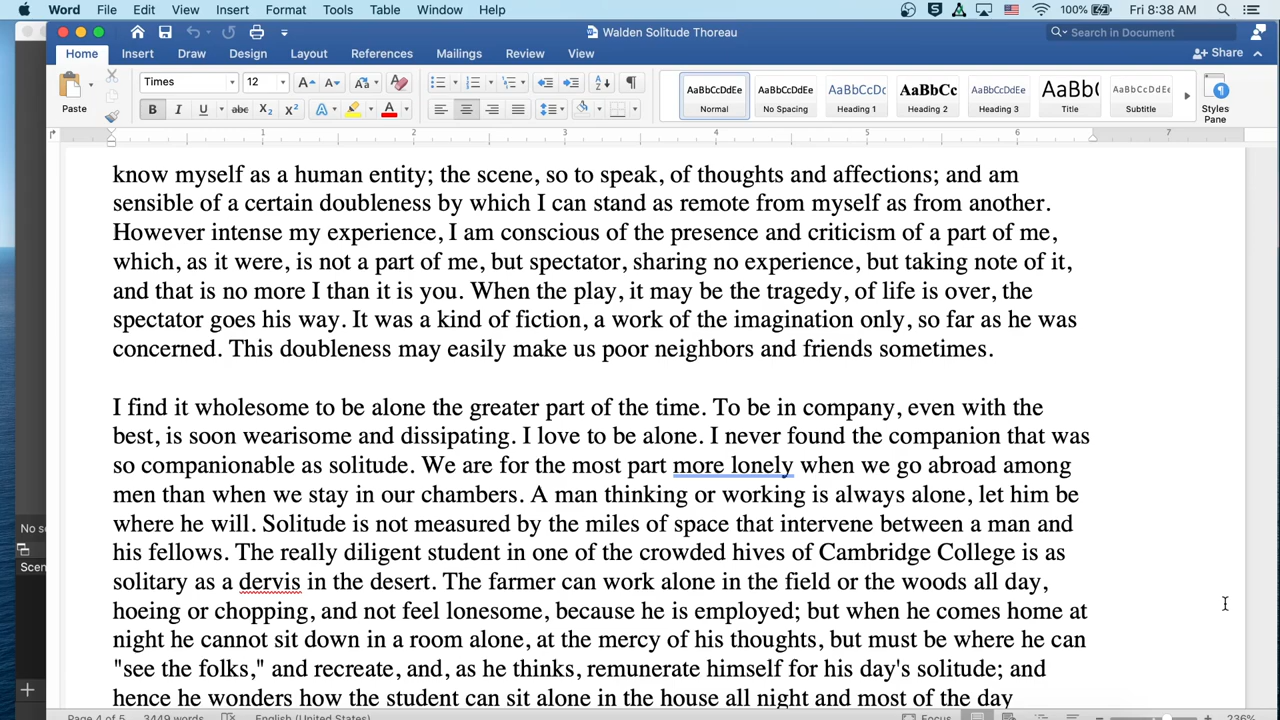 Word File Edit View Insert Format Tools Table Window Help 100% Fri 8:38 AM
Walden Solitude Thoreau
Search in Document
Home Insert Draw Design Layout References Mailings Review View Share
Paste
Times 12
AaBbCcDdEe AaBbCcDdEe AaBbCcDc AaBbCc AaBbCcDdEe AaBb( AaBbCcDdEe
Normal No Spacing Heading 1 Heading 2 Heading 3 Title Subtitle
Styles
Pane
1 2 3 4 5 6 7
know myself as a human entity; the scene, so to speak, of thoughts and affections; and am
sensible of a certain doubleness by which I can stand as remote from myself as from another.
However intense my experience, I am conscious of the presence and criticism of a part of me,
which, as it were, is not a part of me, but spectator, sharing no experience, but taking note of it,
and that is no more I than it is you. When the play, it may be the tragedy, of life is over, the
spectator goes his way. It was a kind of fiction, a work of the imagination only, so far as he was
concerned. This doubleness may easily make us poor neighbors and friends sometimes.
I find it wholesome to be alone the greater part of the time. To be in company, even with the
best, is soon wearisome and dissipating. I love to be alone. I never found the companion that was
so companionable as solitude. We are for the most part more lonely when we go abroad among
men than when we stay in our chambers. A man thinking or working is always alone, let him be
where he will. Solitude is not measured by the miles of space that intervene between a man and
his fellows. The really diligent student in one of the crowded hives of Cambridge College is as
solitary as a dervis in the desert. The farmer can work alone in the field or the woods all day,
hoeing or chopping, and not feel lonesome, because he is employed; but when he comes home at
night he cannot sit down in a room alone, at the mercy of his thoughts, but must be where he can
"see the folks," and recreate, and, as he thinks, remunerate himself for his day's solitude; and
hence he wonders how the student can sit alone in the house all night and most of the day
No s
Scen
Page 4 of 5 3449 words English (United States) Focus 236%